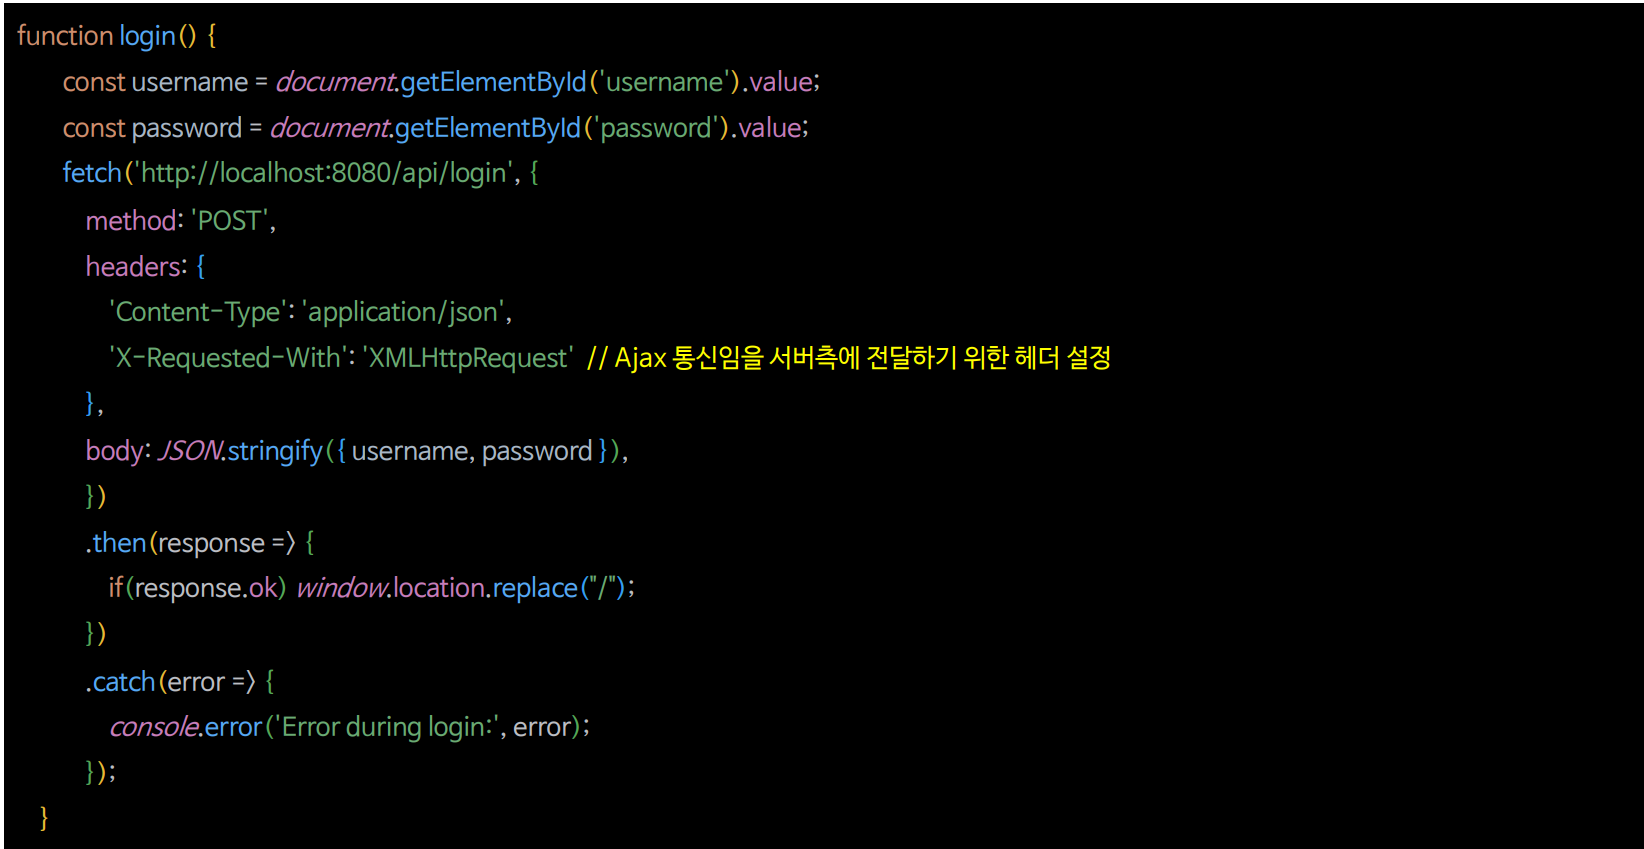 function login() {
const username = document.getElementById('username').value;
const password = document.getElementById('password').value;
fetch('http://localhost:8080/api/login', {
method: 'POST',
headers: {
'Content-Type': 'application/json',
'X-Requested-With': 'XMLHttpRequest' // Ajax 통신임을 서버측에 전달하기 위한 헤더 설정
},
body: JSON.stringify({ username, password }),
})
.then(response => {
if(response.ok) window.location.replace("/");
})
.catch(error => {
console.error('Error during login:', error);
});
}